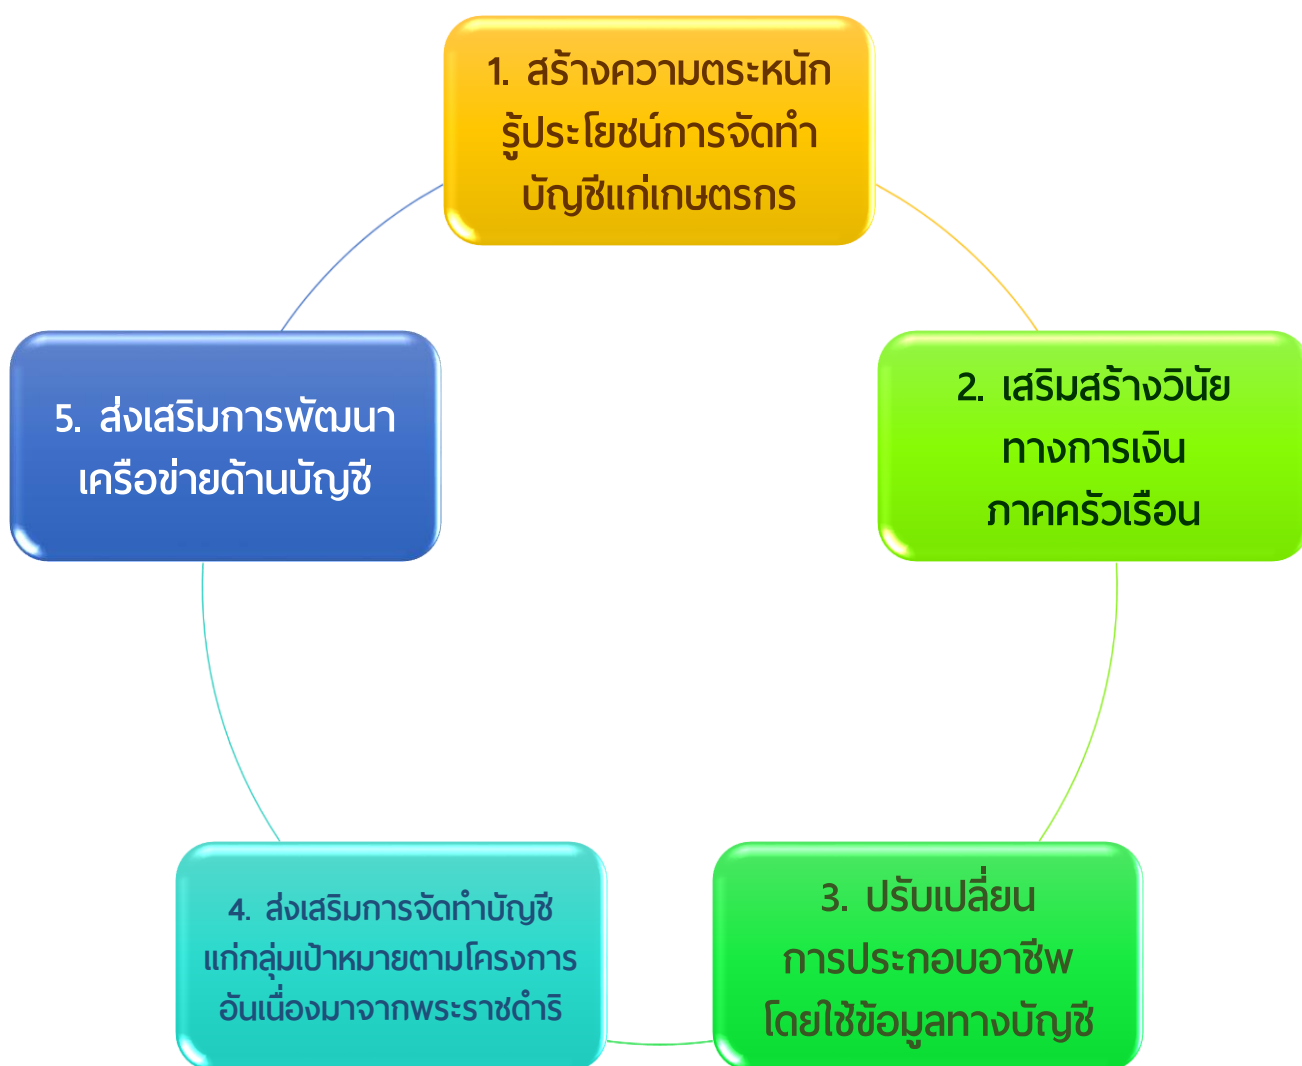 1. สร้างความตระหนัก
รู้ประโยชน์การจัดทำ
บัญชีแก่เกษตรกร
2. เสริมสร้างวินัย
ทางการเงิน
ภาคครัวเรือน
3. ปรับเปลี่ยน
การประกอบอาชีพ
โดยใช้ข้อมูลทางบัญชี
4. ส่งเสริมการจัดทำบัญชี
แก่กลุ่มเป้าหมายตามโครงการ
อันเนื่องมาจากพระราชดำริ
5. ส่งเสริมการพัฒนา
เครือข่ายด้านบัญชี